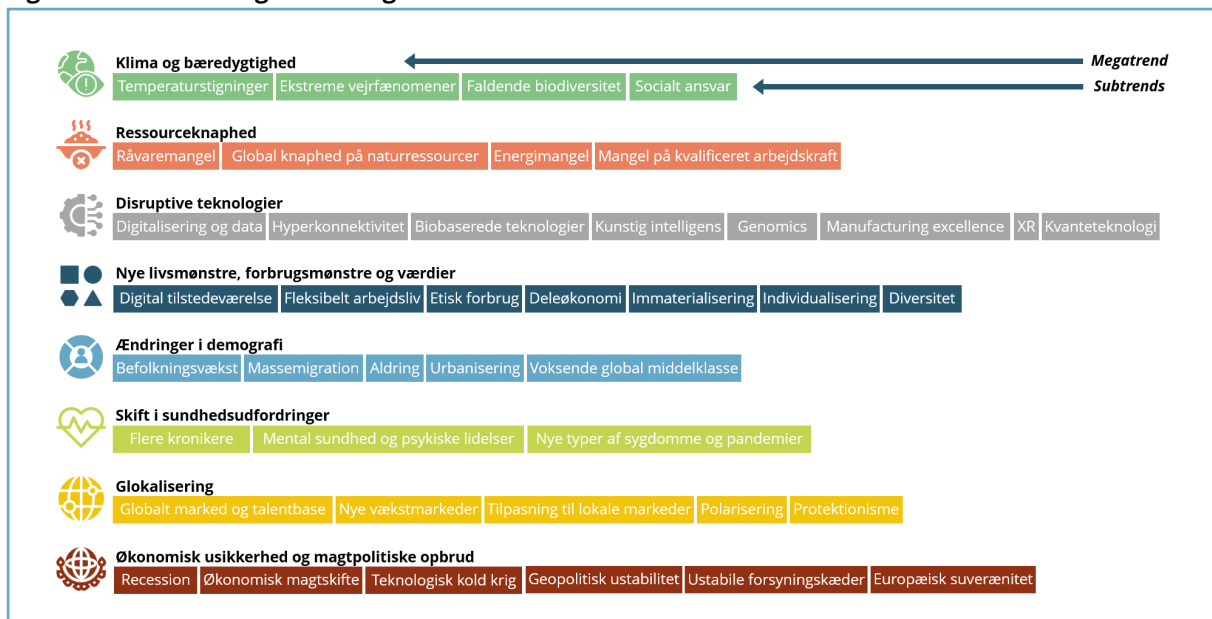 Klima og bæredygtighed
Megatrend
Temperaturstigninger Ekstreme vejrfænomener Faldende biodiversitet Socialt ansvar
Subtrends
Ressourceknaphed
Råvaremangel Global knaphed på naturressourcer Energimangel Mangel på kvalificeret arbejdskraft
Disruptive teknologier
Digitalisering og data Hyperkonnektivitet Biobaserede teknologier Kunstig intelligens Genomics Manufacturing excellence XR Kvanteteknologi
Nye livsmønstre, forbrugsmønstre og værdier
Digital tilstedeværelse Fleksibelt arbejdsliv Etisk forbrug Deleøkonomi Immaterialisering Individualisering Diversitet
Ændringer i demografi
Befolkningsvækst Massemigration Aldring Urbanisering Voksende global middelklasse
Skift i sundhedsudfordringer
Flere kronikere Mental sundhed og psykiske lidelser Nye typer af sygdomme og pandemier
Glokalisering
Globalt marked og talentbase Nye vækstmarkeder Tilpasning til lokale markeder Polarisering Protektionisme
Økonomisk usikkerhed og magtpolitiske opbrud
Recession Økonomisk magtskifte Teknologisk kold krig Geopolitisk ustabilitet Ustabile forsyningskæder Europæisk suverænitet